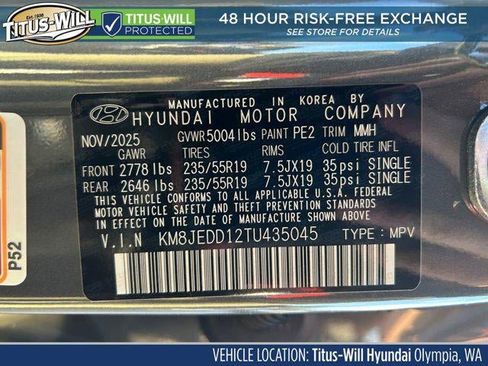 EST. 1938
TITUS-WILL
TITUS-WILL
PROTECTED
48 HOUR RISK-FREE EXCHANGE
SEE STORE FOR DETAILS
MANUFACTURED IN KOREA BY
HYUNDAI MOTOR COMPANY
NOV/2025 GVWR 5004 lbs PAINT PE2 TRIM MMH
GAWR TIRES RIMS COLD TIRE INFL
FRONT 2778 lbs 235/55R19 7.5JX19 35psi SINGLE
REAR 2646 lbs 235/55R19 7.5JX19 35psi SINGLE
THIS VEHICLE CONFORMS TO ALL APPLICABLE U.S.A. FEDERAL
MOTOR VEHICLE SAFETY, BUMPER, AND THEFT PREVENTION
STANDARDS IN EFFECT ON THE DATE OF MANUFACTURE SHOWN ABOVE.
V.I.N KM8JEDD12TU435045 TYPE : MPV
P52
VEHICLE LOCATION: Titus-Will Hyundai Olympia, WA